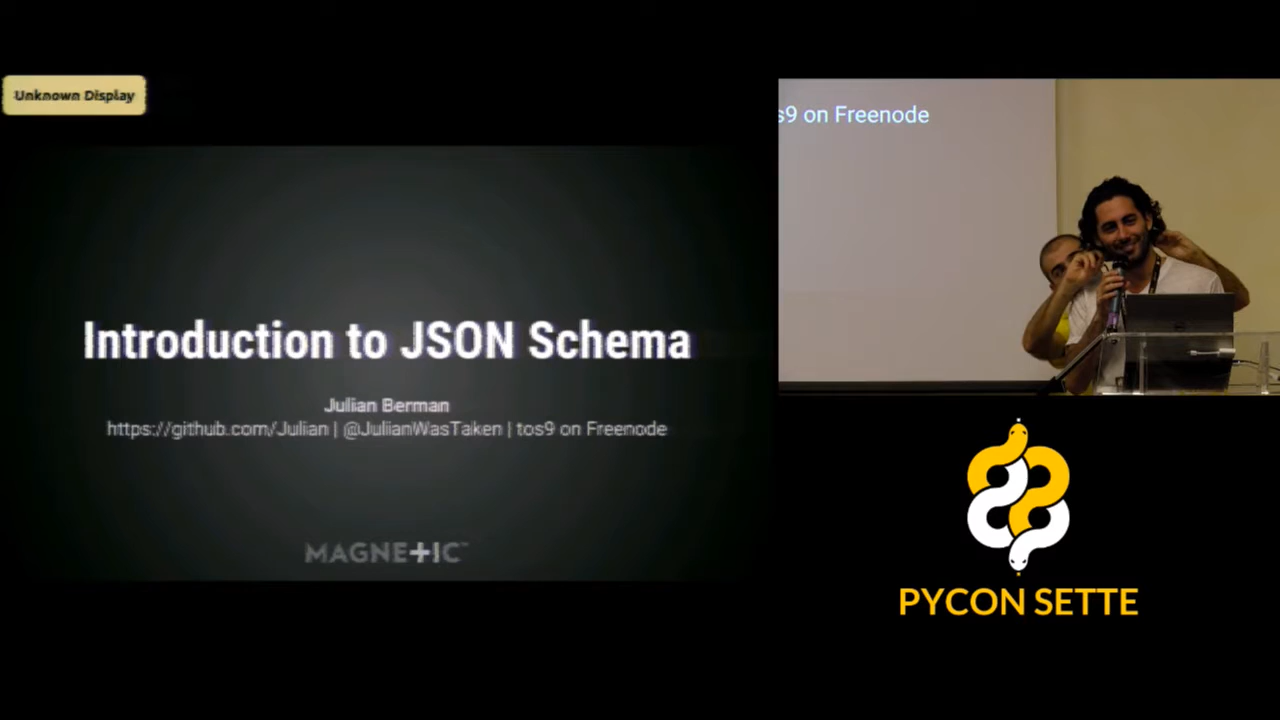 Unknown Display
s9 on Freenode
Introduction to JSON Schema
Julian Berman
https://github.com/Julian | @JulianWasTaken | tos9 on Freenode
MAGNETIC™
PYCON SETTE